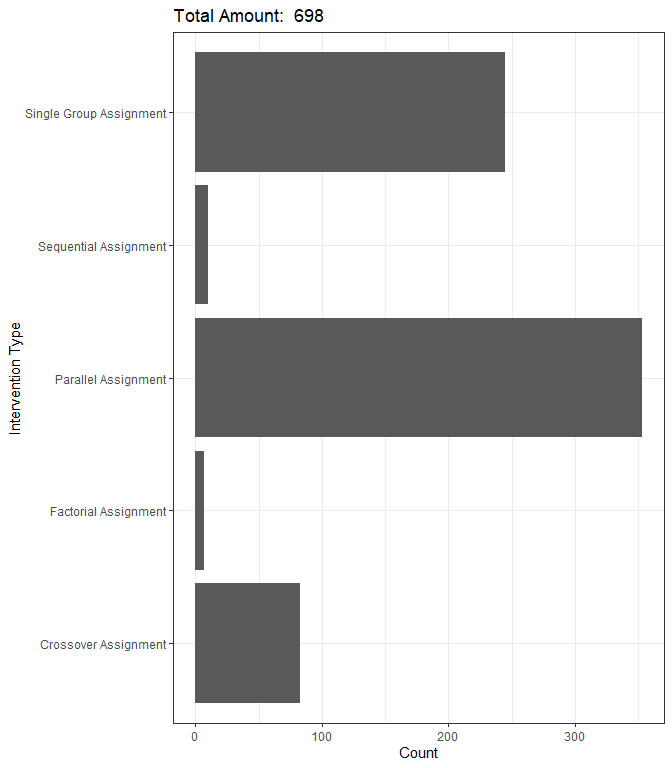 Total Amount:  698
Single Group Assignment
Sequential Assignment
Parallel Assignment
Factorial Assignment
Crossover Assignment
Intervention Type
0 100 200 300
Count